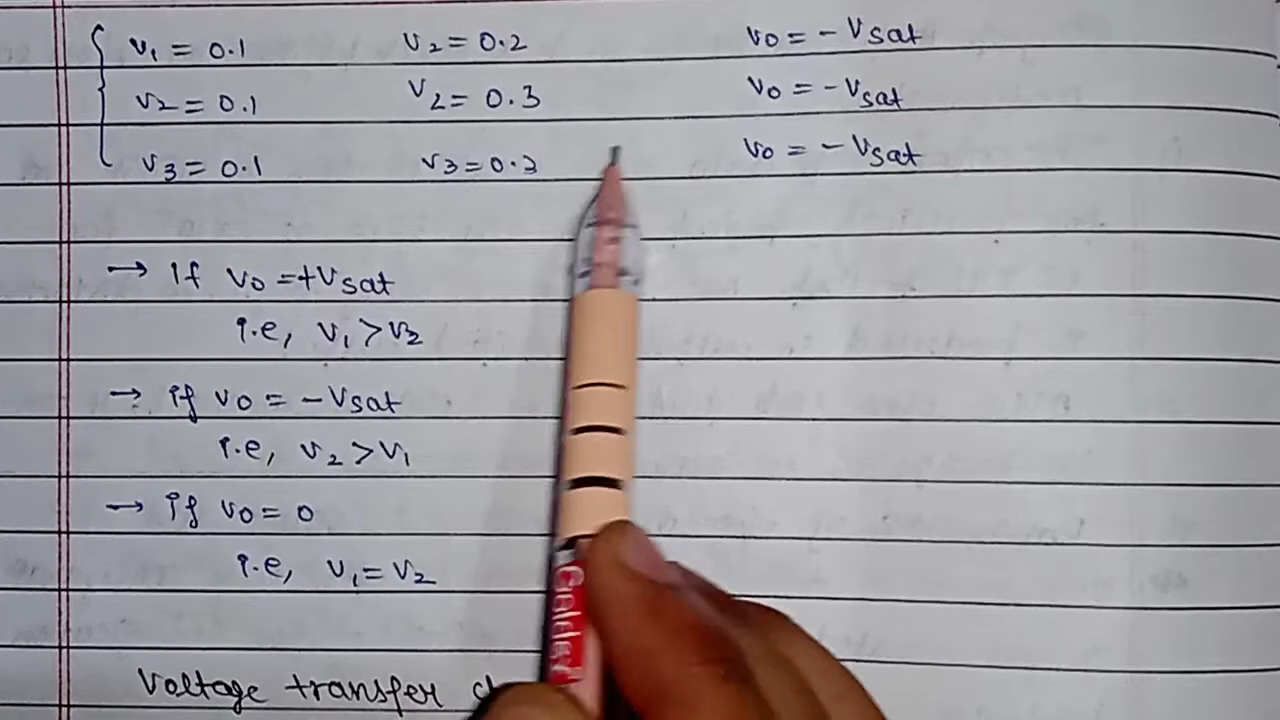 v₁ = 0.1 v₂ = 0.2 v₀ = - Vsat
v₂ = 0.1 v₂ = 0.3 v₀ = - Vsat
v₃ = 0.1 v₃ = 0.3 v₀ = - Vsat
→ If v₀ = +Vsat
i.e, v₁ > v₂
→ if v₀ = - Vsat
i.e, v₂ > v₁
→ if v₀ = 0
i.e, v₁ = v₂
Voltage transfer